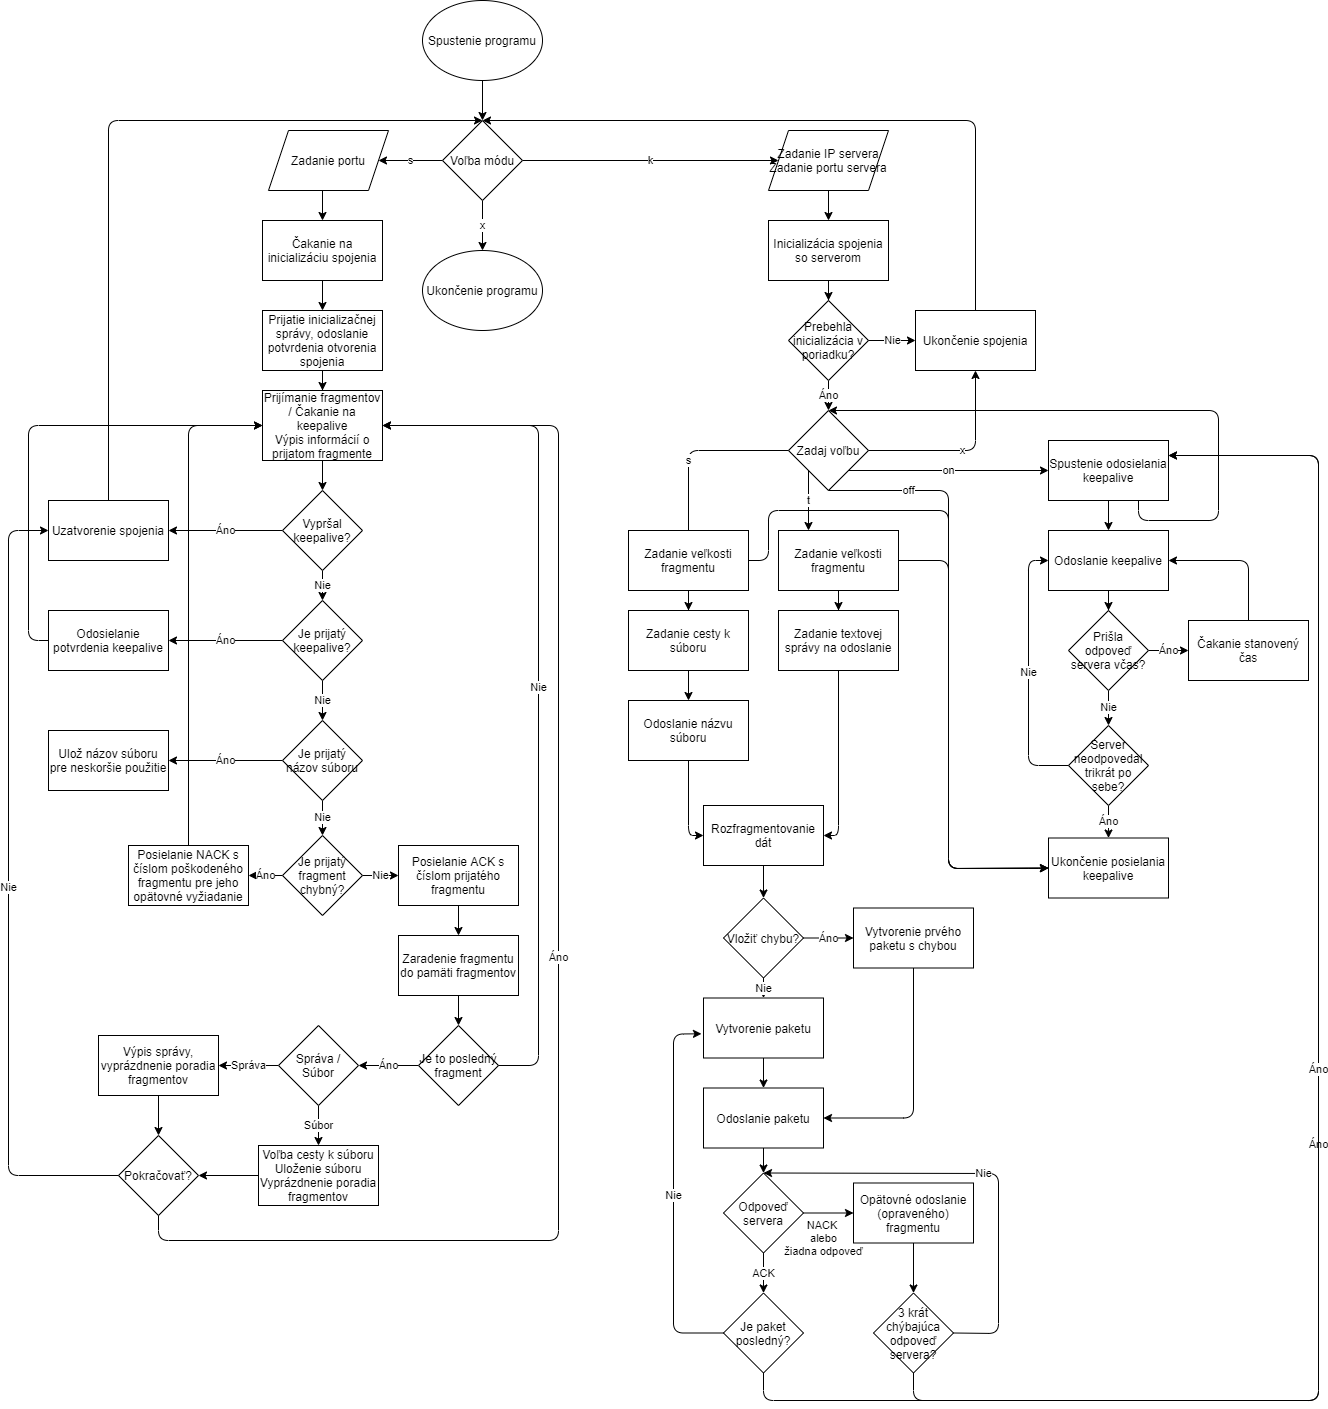 Spustenie programu
Zadanie portu
s
Voľba módu
k
Zadanie IP servera
Zadanie portu servera
x
Ukončenie programu
Čakanie na
inicializáciu spojenia
Prijatie inicializačnej
správy, odoslanie
potvrdenia otvorenia
spojenia
Prijímanie fragmentov
/ Čakanie na
keepalive
Výpis informácií o
prijatom fragmente
Vypršal
keepalive?
Áno
Uzatvorenie spojenia
Nie
Je prijatý
keepalive?
Áno
Odosielanie
potvrdenia keepalive
Nie
Je prijatý
názov súboru
Áno
Ulož názov súboru
pre neskoršie použitie
Nie
Je prijatý
fragment
chybný?
Áno
Posielanie NACK s
číslom poškodeného
fragmentu pre jeho
opätovné vyžiadanie
Nie
Posielanie ACK s
číslom prijatého
fragmentu
Zaradenie fragmentu
do pamäti fragmentov
Je to posledný
fragment
Nie
Áno
Správa /
Súbor
Správa
Výpis správy,
vyprázdnenie poradia
fragmentov
Súbor
Voľba cesty k súboru
Uloženie súboru
Vyprázdnenie poradia
fragmentov
Pokračovať?
Nie
Áno
Inicializácia spojenia
so serverom
Prebehla
inicializácia v
poriadku?
Nie
Ukončenie spojenia
Áno
Zadaj voľbu
x
s
t
on
off
Zadanie veľkosti
fragmentu
Zadanie veľkosti
fragmentu
Zadanie cesty k
súboru
Zadanie textovej
správy na odoslanie
Odoslanie názvu
súboru
Spustenie odosielania
keepalive
Odoslanie keepalive
Prišla
odpoveď
servera včas?
Áno
Čakanie stanovený
čas
Nie
Server
neodpovedal
trikrát po
sebe?
Nie
Áno
Ukončenie posielania
keepalive
Rozfragmentovanie
dát
Vložiť chybu?
Áno
Vytvorenie prvého
paketu s chybou
Nie
Vytvorenie paketu
Odoslanie paketu
Odpoveď
servera
NACK
alebo
žiadna odpoveď
Opätovné odoslanie
(opraveného)
fragmentu
Nie
ACK
Je paket
posledný?
Nie
3 krát
chýbajúca
odpoveď
servera?
Áno
Áno